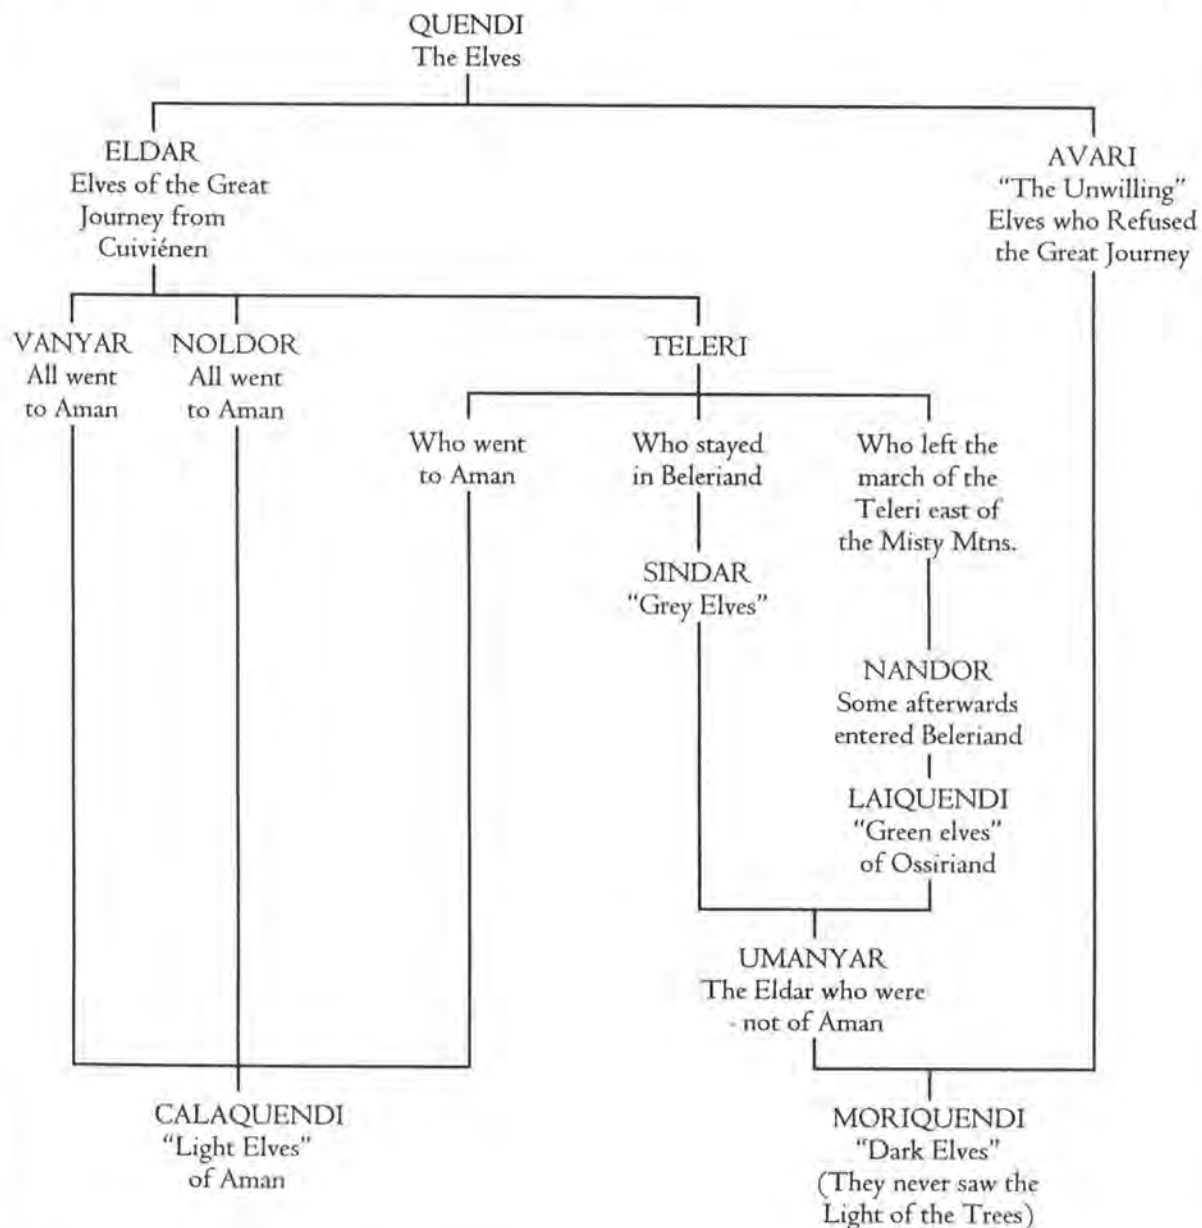 QUENDI
The Elves
ELDAR
Elves of the Great
Journey from
Cuiviénen
AVARI
“The Unwilling”
Elves who Refused
the Great Journey
VANYAR
All went
to Aman
NOLDOR
All went
to Aman
TELERI
Who went
to Aman
Who stayed
in Beleriand
Who left the
march of the
Teleri east of
the Misty Mtns.
SINDAR
“Grey Elves”
NANDOR
Some afterwards
entered Beleriand
LAIQUENDI
“Green elves”
of Ossiriand
UMANYAR
The Eldar who were
not of Aman
CALAQUENDI
“Light Elves”
of Aman
MORIQUENDI
“Dark Elves”
(They never saw the
Light of the Trees)